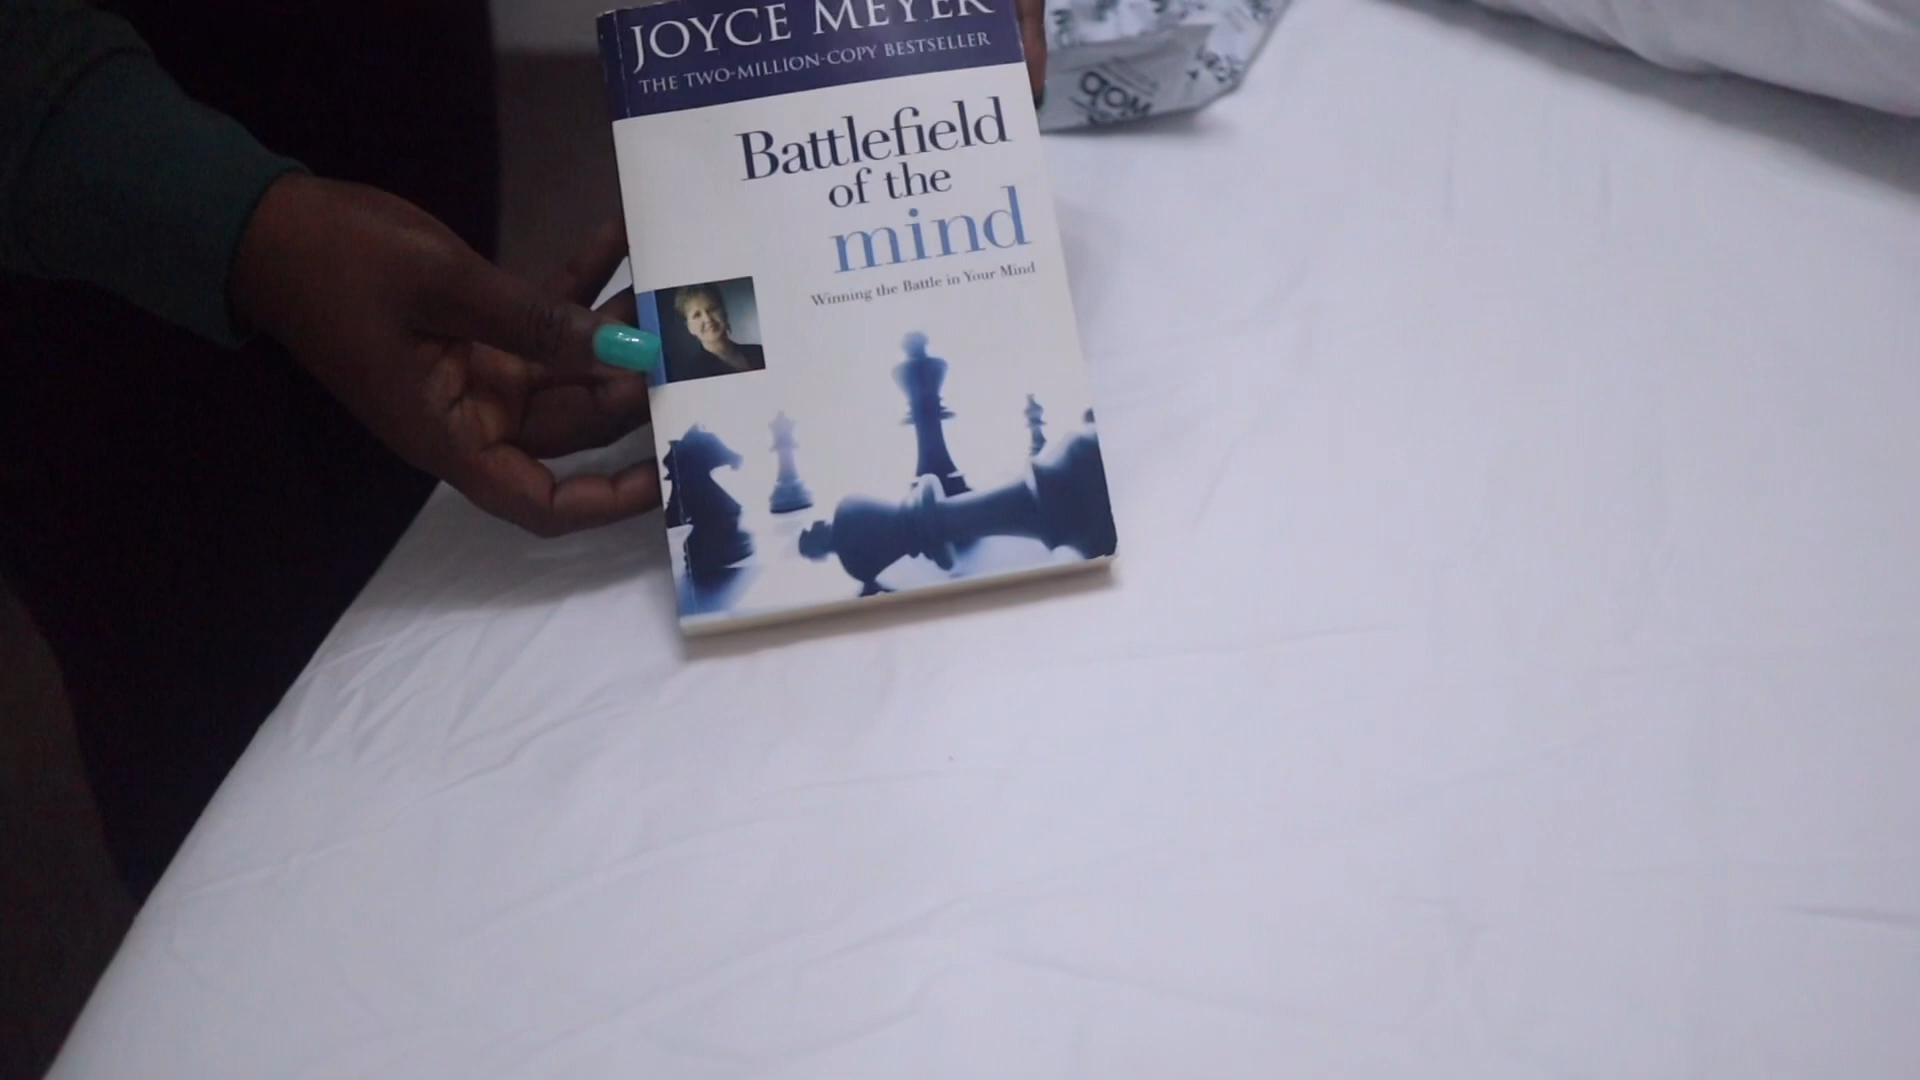 JOYCE MEYER
THE TWO-MILLION-COPY BESTSELLER
Battlefield
of the
mind
Winning the Battle in Your Mind